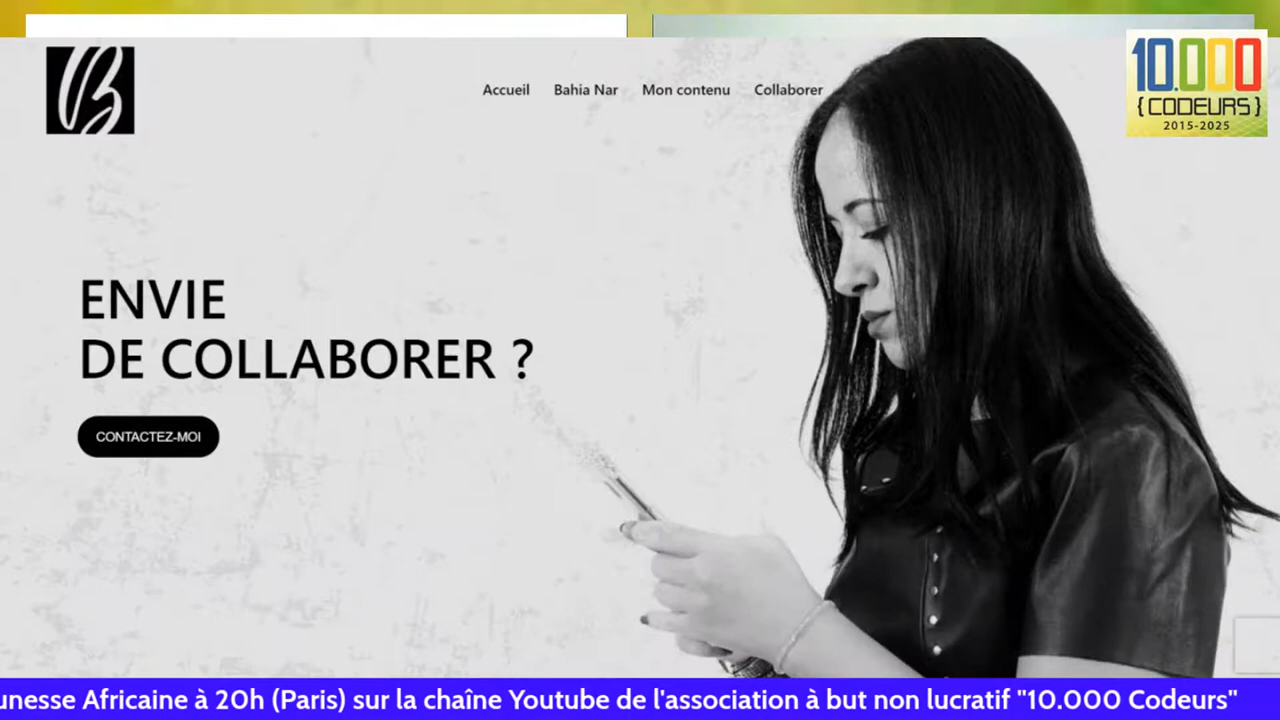 10.000
{CODEURS}
2015-2025
B
Accueil Bahia Nar Mon contenu Collaborer
ENVIE
DE COLLABORER ?
CONTACTEZ-MOI
Africaine à 20h (Paris) sur la chaîne Youtube de l'association à but non lucratif "10.000 Codeurs"